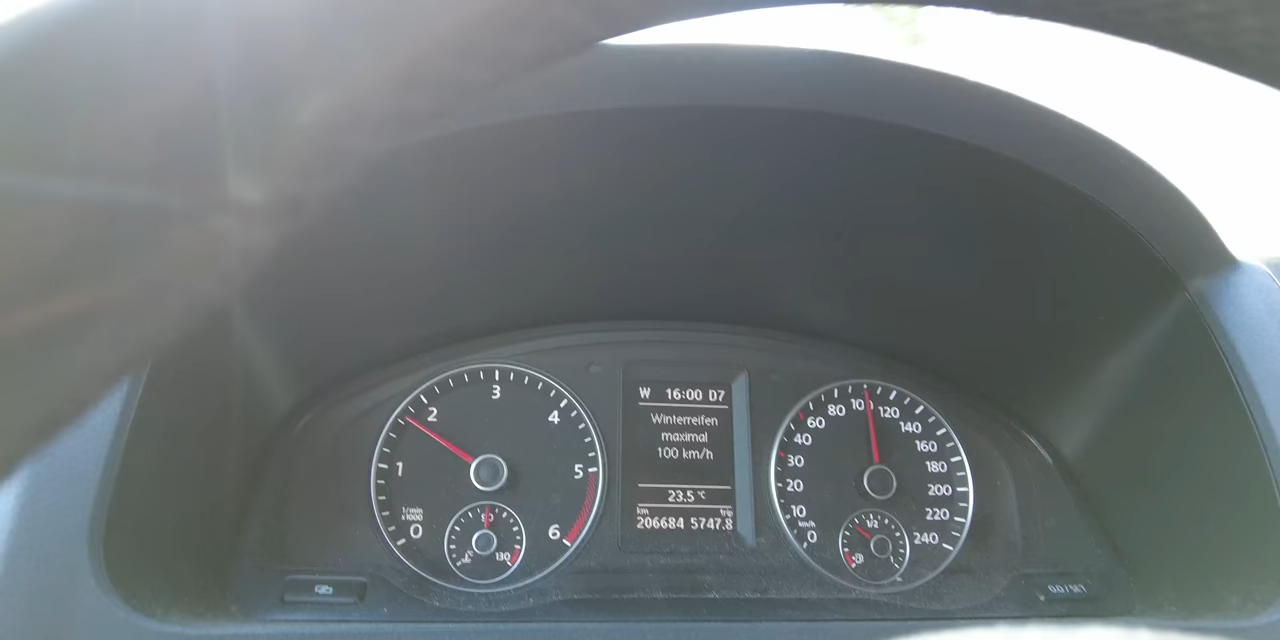 3
2
4
1
5
1/min
x1000
0
6
90
130
°C
W 16:00 D7
Winterreifen
maximal
100 km/h
23.5 °C
km trip
206684 5747.8
100
80 120
60 140
40 160
30 180
20 200
10 220
km/h
0 240
1/2
0.0/SET